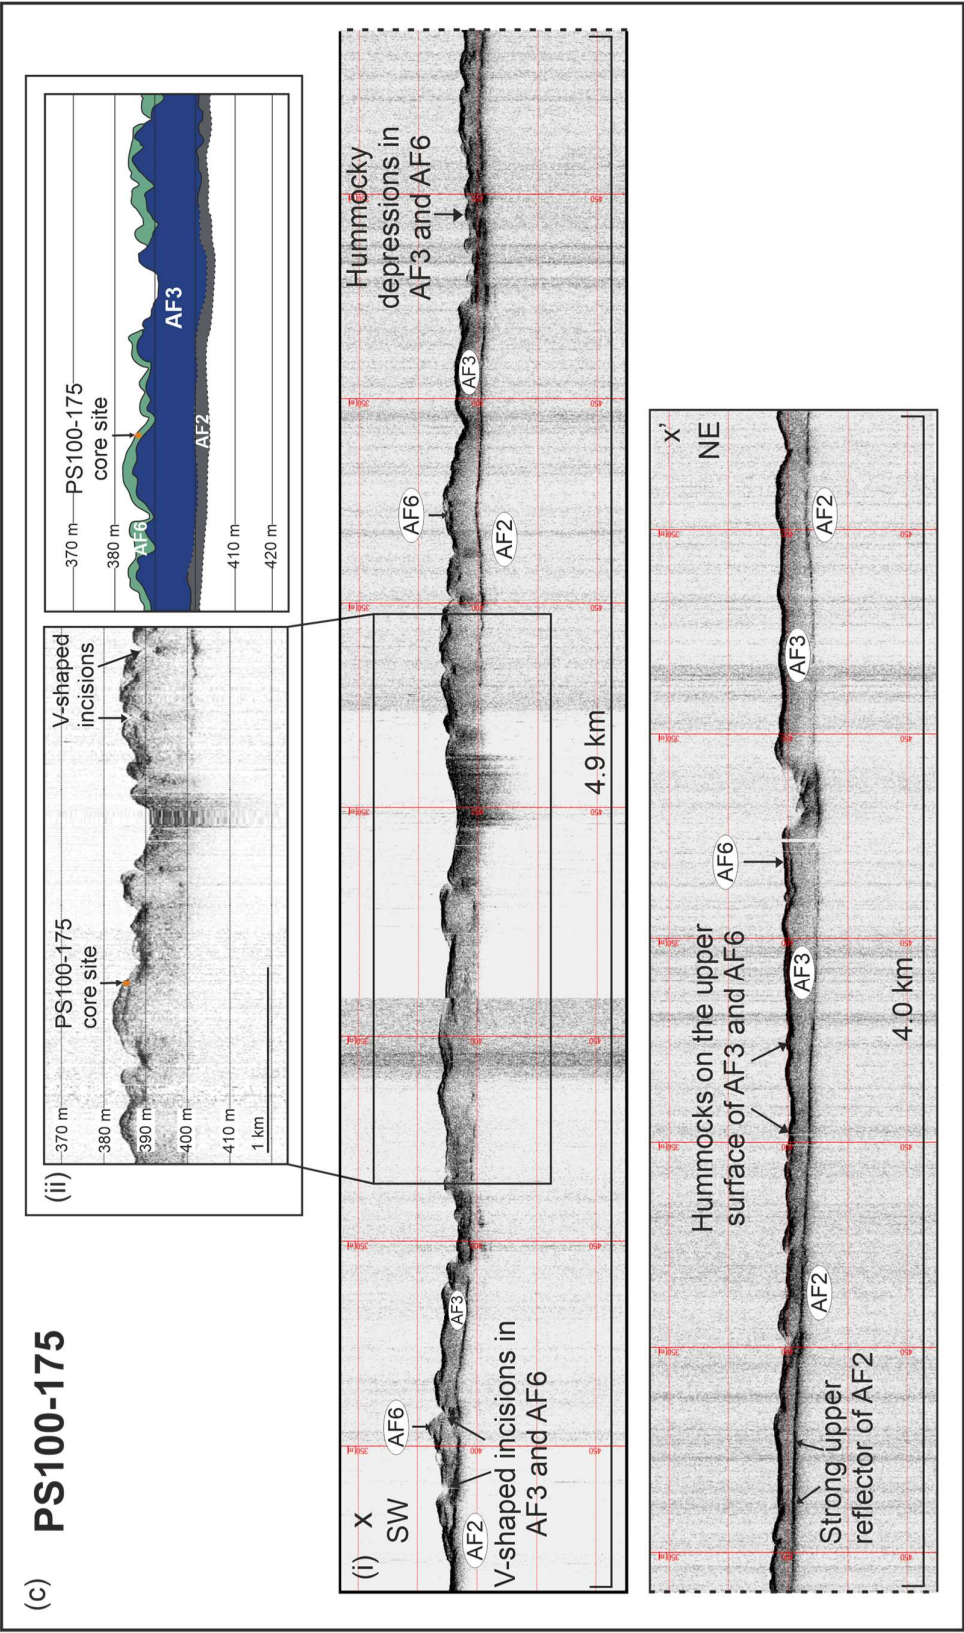 (c)
PS100-175
(ii)
370 m
380 m
390 m
400 m
410 m
1 km
PS100-175
core site
V-shaped
incisions
370 m
380 m
410 m
420 m
PS100-175
core site
AF6
AF3
AF2
(i)
X
SW
AF2
V-shaped incisions in
AF3 and AF6
AF6
AF3
4.9 km
AF6
AF2
AF3
Hummocky
depressions in
AF3 and AF6
Strong upper
reflector of AF2
AF2
Hummocks on the upper
surface of AF3 and AF6
AF3
4.0 km
AF6
AF3
AF2
X'
NE